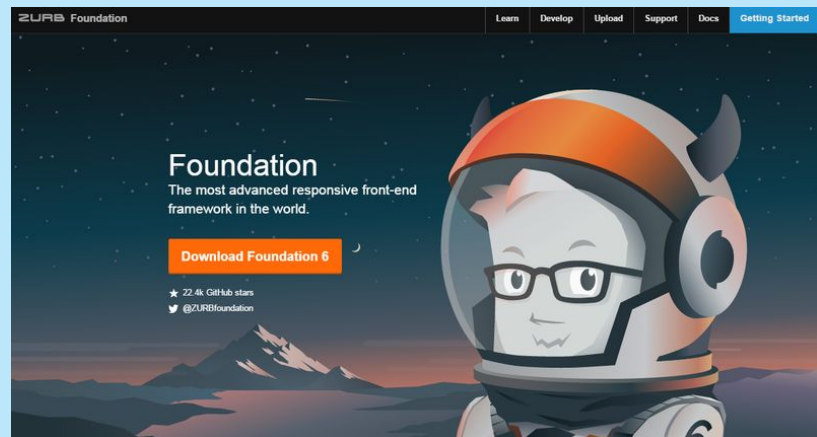 ZURB Foundation
Learn Develop Upload Support Docs Getting Started
Foundation
The most advanced responsive front-end
framework in the world.
Download Foundation 6
22.4k GitHub stars
@ZURBfoundation